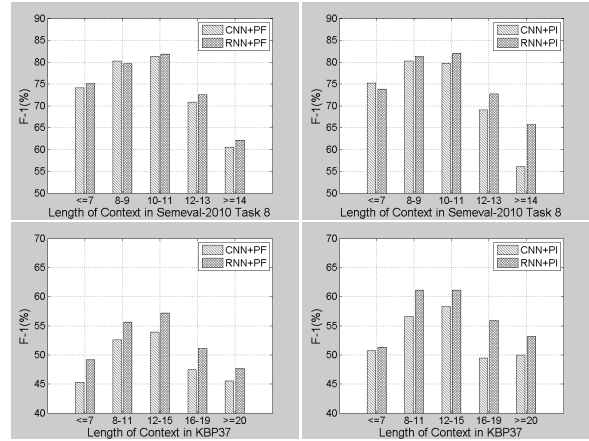 90
85
80
75
70
65
60
55
50
F-1(%)
CNN+PF
RNN+PF
<=7 8-9 10-11 12-13 >=14
Length of Context in Semeval-2010 Task 8
90
85
80
75
70
65
60
55
50
F-1(%)
CNN+PI
RNN+PI
<=7 8-9 10-11 12-13 >=14
Length of Context in Semeval-2010 Task 8
70
65
60
55
50
45
40
F-1(%)
CNN+PF
RNN+PF
<=7 8-11 12-15 16-19 >=20
Length of Context in KBP37
70
65
60
55
50
45
40
F-1(%)
CNN+PI
RNN+PI
<=7 8-11 12-15 16-19 >=20
Length of Context in KBP37